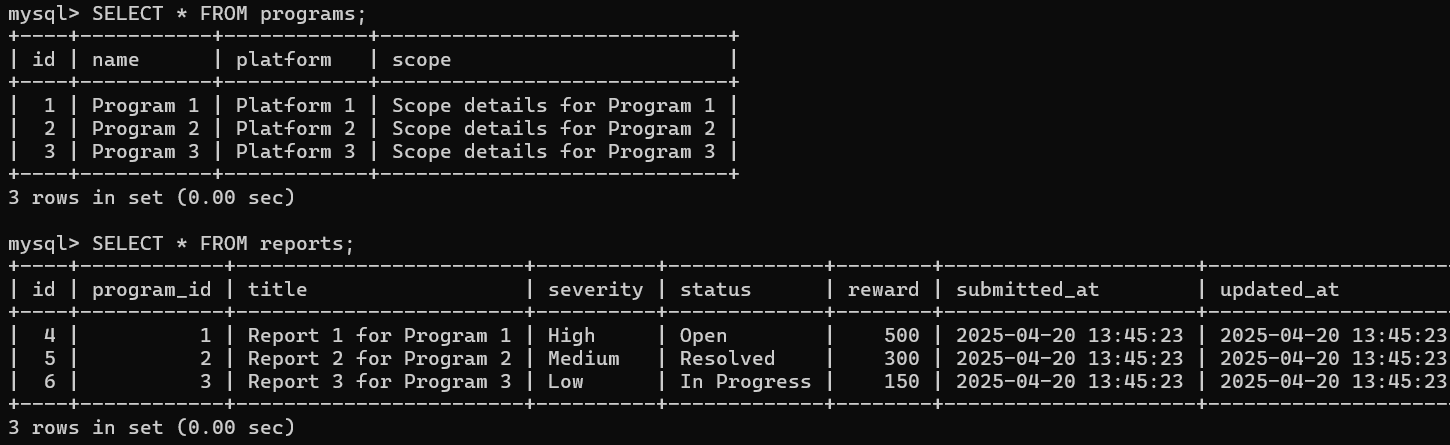 mysql> SELECT * FROM programs;
+----+-----------+------------+-----------------------------+
| id | name      | platform   | scope                       |
+----+-----------+------------+-----------------------------+
|  1 | Program 1 | Platform 1 | Scope details for Program 1 |
|  2 | Program 2 | Platform 2 | Scope details for Program 2 |
|  3 | Program 3 | Platform 3 | Scope details for Program 3 |
+----+-----------+------------+-----------------------------+
3 rows in set (0.00 sec)

mysql> SELECT * FROM reports;
+----+------------+------------------------+----------+-------------+--------+---------------------+--------------------
| id | program_id | title                  | severity | status      | reward | submitted_at        | updated_at
+----+------------+------------------------+----------+-------------+--------+---------------------+--------------------
|  4 |          1 | Report 1 for Program 1 | High     | Open        |    500 | 2025-04-20 13:45:23 | 2025-04-20 13:45:23
|  5 |          2 | Report 2 for Program 2 | Medium   | Resolved    |    300 | 2025-04-20 13:45:23 | 2025-04-20 13:45:23
|  6 |          3 | Report 3 for Program 3 | Low      | In Progress |    150 | 2025-04-20 13:45:23 | 2025-04-20 13:45:23
+----+------------+------------------------+----------+-------------+--------+---------------------+--------------------
3 rows in set (0.00 sec)